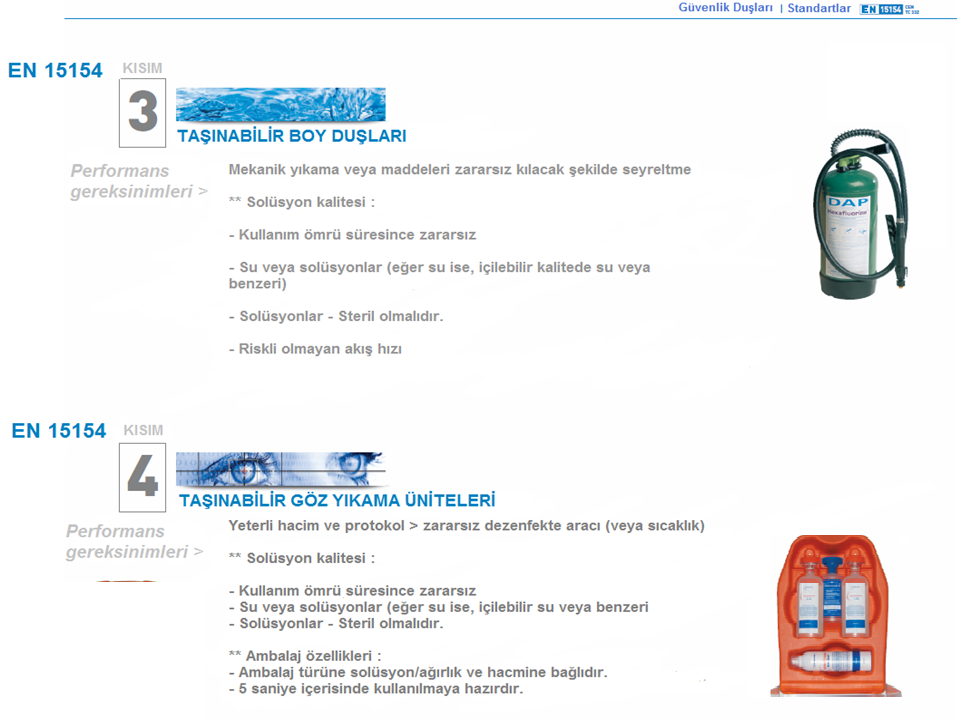 Güvenlik Duşları | Standartlar EN 15154 CEN TC 332
EN 15154 KISIM
3
TAŞINABİLİR BOY DUŞLARI
Performans
gereksinimleri >
Mekanik yıkama veya maddeleri zararsız kılacak şekilde seyreltme
** Solüsyon kalitesi :
- Kullanım ömrü süresince zararsız
- Su veya solüsyonlar (eğer su ise, içilebilir kalitede su veya
benzeri)
- Solüsyonlar - Steril olmalıdır.
- Riskli olmayan akış hızı
DAP
Hexafluorine
EN 15154 KISIM
4
TAŞINABİLİR GÖZ YIKAMA ÜNİTELERİ
Performans
gereksinimleri >
Yeterli hacim ve protokol > zararsız dezenfekte aracı (veya sıcaklık)
** Solüsyon kalitesi :
- Kullanım ömrü süresince zararsız
- Su veya solüsyonlar (eğer su ise, içilebilir su veya benzeri
- Solüsyonlar - Steril olmalıdır.
** Ambalaj özellikleri :
- Ambalaj türüne solüsyon/ağırlık ve hacmine bağlıdır.
- 5 saniye içerisinde kullanılmaya hazırdır.